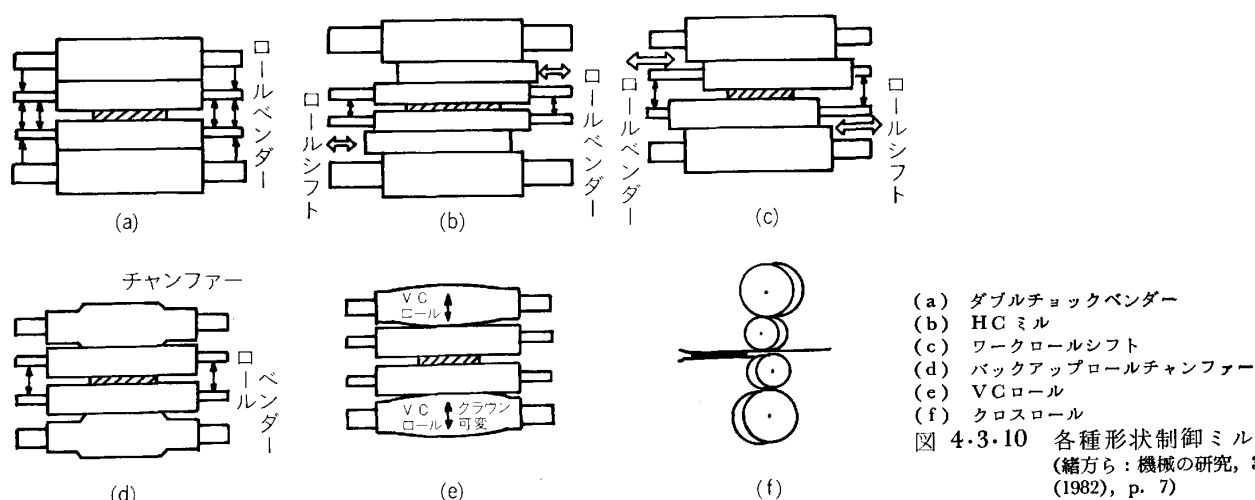 ロールベンダー
(a)
ロールシフト
ロールベンダー
(b)
ロールベンダー
ロールシフト
(c)
チャンファー
ロールベンダー
(d)
VC
ロール
VC
ロール
クラウン
可変
(e)
(f)
(a) ダブルチョックベンダー
(b) HCミル
(c) ワークロールシフト
(d) バックアップロールチャンファー
(e) VCロール
(f) クロスロール
図 4·3·10 各種形状制御ミル
(緒方ら:機械の研究,
(1982), p. 7)